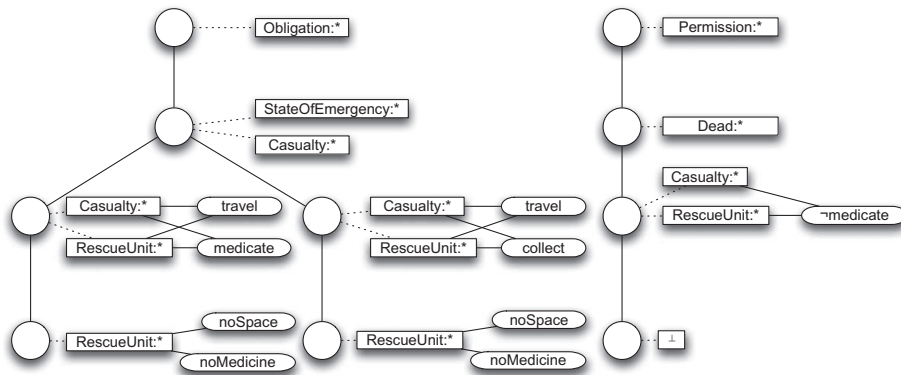 Obligation:*
Permission:*
StateOfEmergency:*
Casualty:*
Dead:*
Casualty:*
travel
RescueUnit:*
medicate
Casualty:*
travel
RescueUnit:*
collect
Casualty:*
RescueUnit:*
¬medicate
noSpace
RescueUnit:*
noMedicine
noSpace
RescueUnit:*
noMedicine
⊥